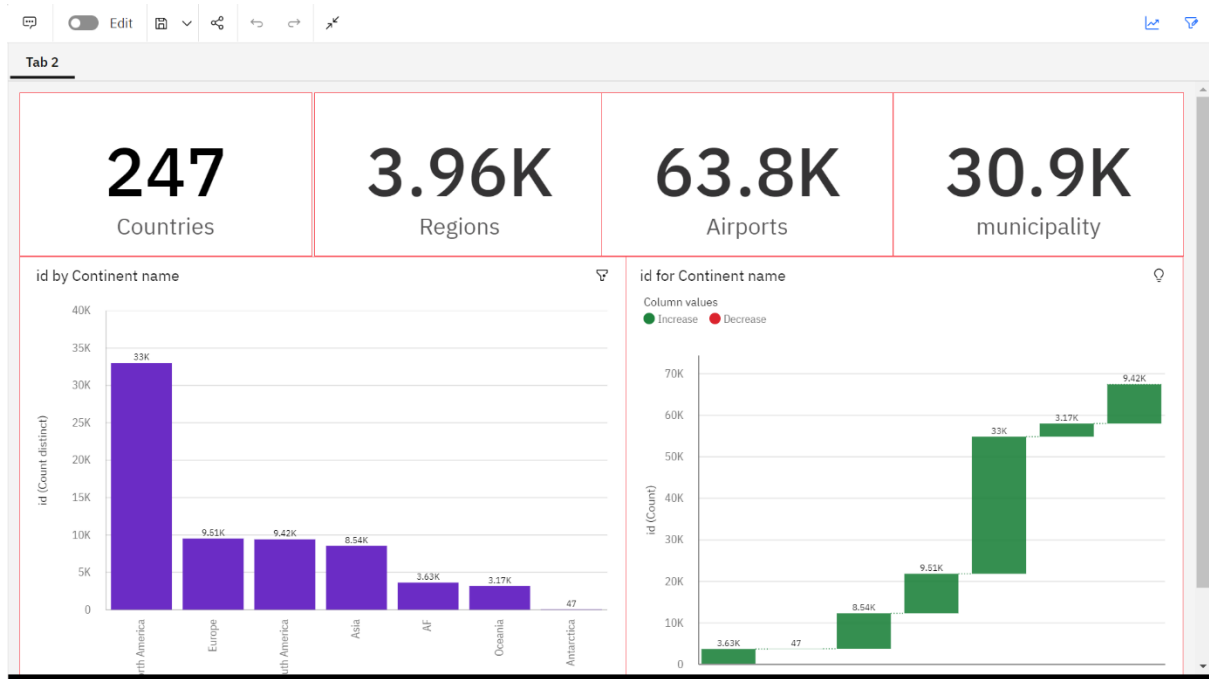 Edit
Tab 2
247
Countries
3.96K
Regions
63.8K
Airports
30.9K
municipality
id by Continent name
id (Count distinct)
40K
35K
30K
25K
20K
15K
10K
5K
0
33K
9.51K
9.42K
8.54K
3.63K
3.17K
47
rth America
Europe
uth America
Asia
AF
Oceania
Antarctica
id for Continent name
Column values
Increase
Decrease
id (Count)
70K
60K
50K
40K
30K
20K
10K
0
3.63K
47
8.54K
9.51K
33K
3.17K
9.42K